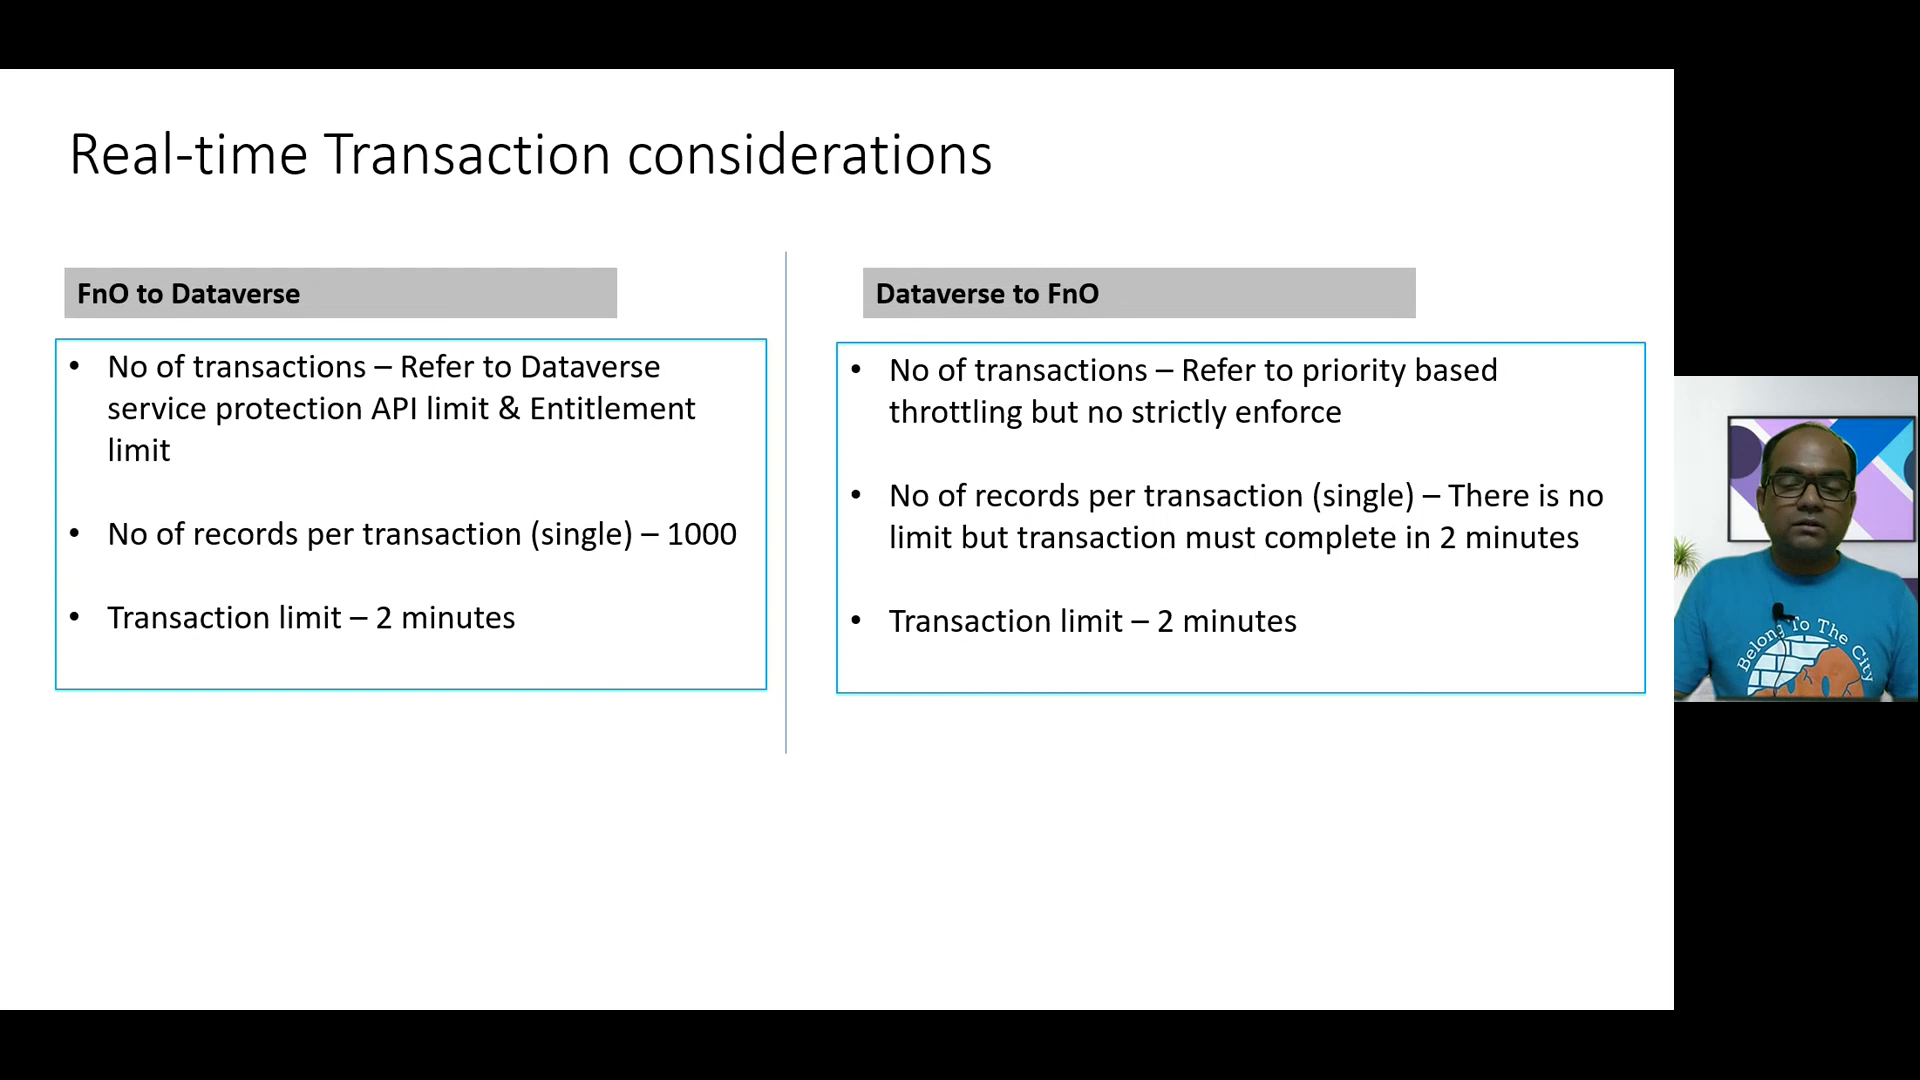 Real-time Transaction considerations
FnO to Dataverse
• No of transactions – Refer to Dataverse
service protection API limit & Entitlement
limit
• No of records per transaction (single) – 1000
• Transaction limit – 2 minutes
Dataverse to FnO
• No of transactions – Refer to priority based
throttling but no strictly enforce
• No of records per transaction (single) – There is no
limit but transaction must complete in 2 minutes
• Transaction limit – 2 minutes
Belong To The City